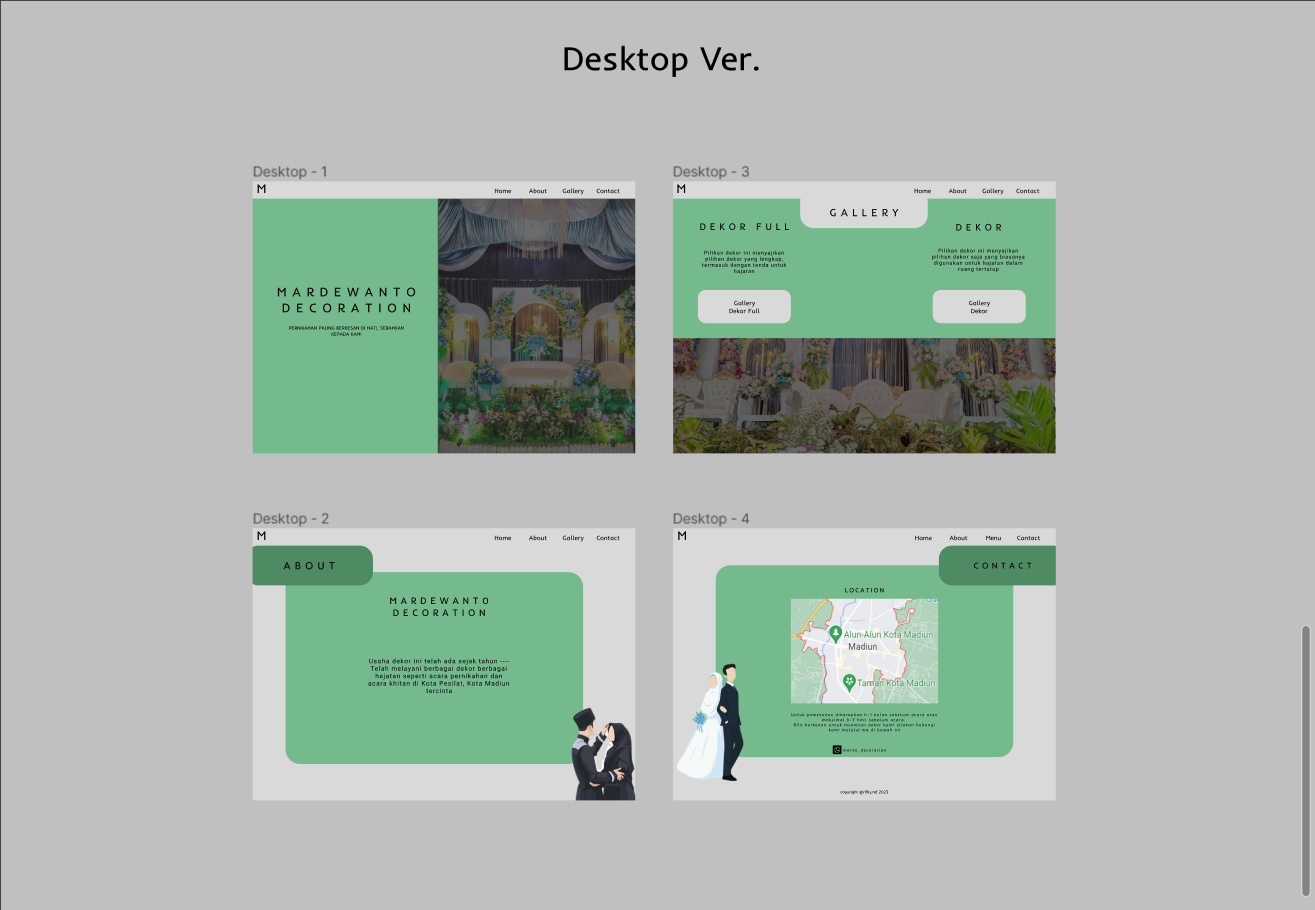 Desktop Ver.
Desktop - 1
M
Home About Gallery Contact
MARDEWANTO
DECORATION
PERNIKAHAN PALING BERKESAN DI HATI, SERAHKAN
KEPADA KAMI
Desktop - 3
M
Home About Gallery Contact
GALLERY
DEKOR FULL
Pilihan dekor ini menyajikan
pilihan dekor yang lengkap,
termasuk dengan tenda untuk
hajatan
Gallery
Dekor Full
DEKOR
Pilihan dekor ini menyajikan
pilihan dekor saja yang biasanya
digunakan untuk hajatan dalam
ruang tertutup
Gallery
Dekor
Desktop - 2
M
Home About Gallery Contact
ABOUT
MARDEWANTO
DECORATION
Usaha dekor ini telah ada sejak tahun ----
Telah melayani berbagai dekor berbagai
hajatan seperti acara pernikahan dan
acara khitan di Kota Pesilat, Kota Madiun
tercinta
Desktop - 4
M
Home About Menu Contact
CONTACT
LOCATION
Alun-Alun Kota Madiun
Madiun
Taman Kota Madiun
Untuk pemesanan diharapkan h-1 bulan sebelum acara atau
maksimal h-7 hari sebelum acara.
Bila berkenan untuk memesan dekor kami silakan hubungi
kami melalui wa di bawah ini
copyright @rifky.nsf 2023